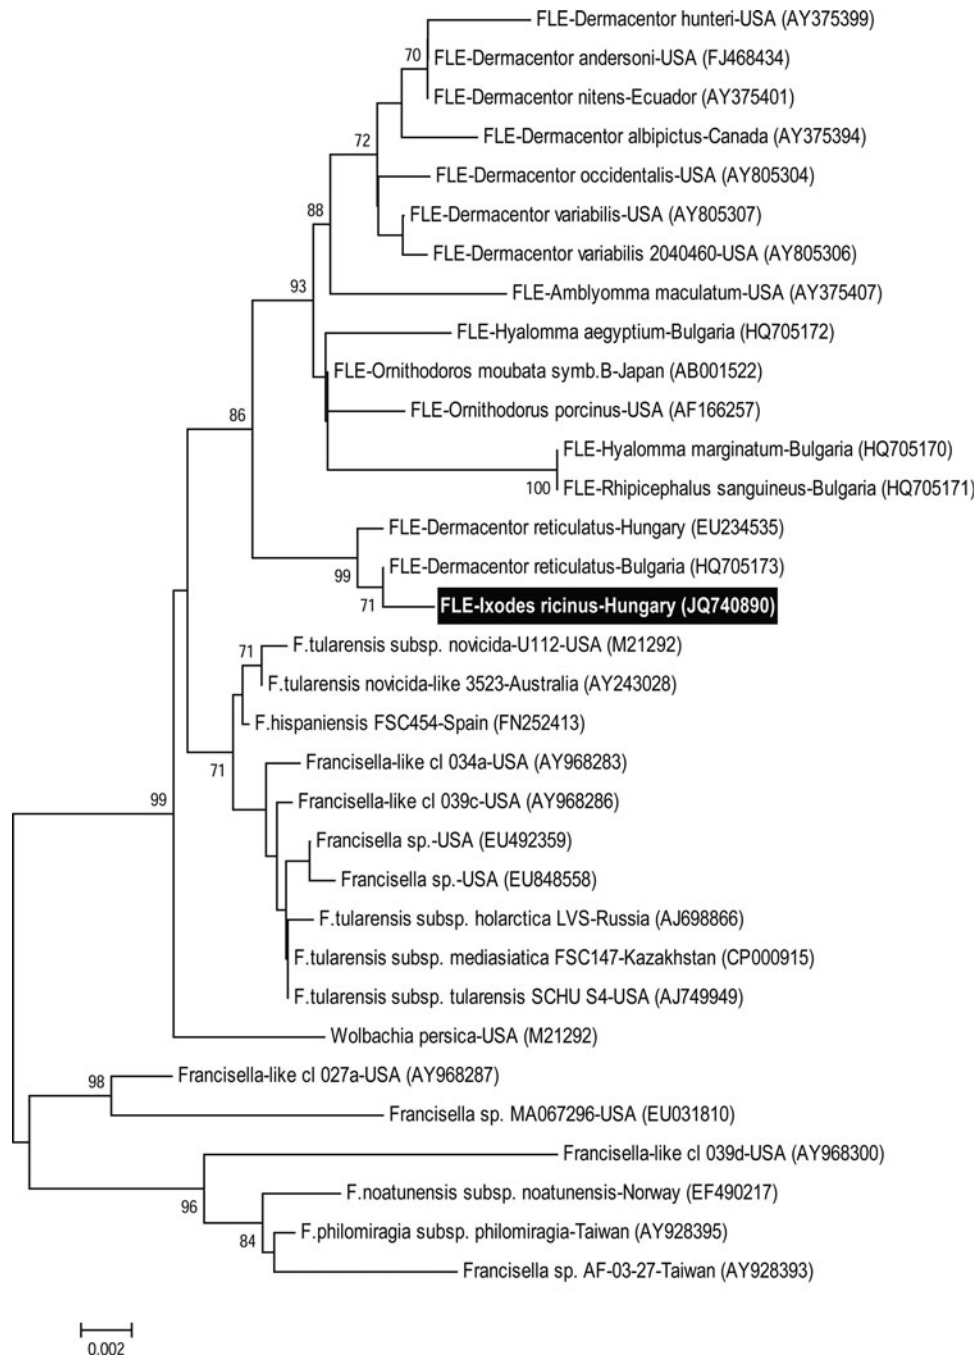 FLE-Dermacentor hunteri-USA (AY375399)
70
FLE-Dermacentor andersoni-USA (FJ468434)
FLE-Dermacentor nitens-Ecuador (AY375401)
FLE-Dermacentor albipictus-Canada (AY375394)
72
FLE-Dermacentor occidentalis-USA (AY805304)
88
FLE-Dermacentor variabilis-USA (AY805307)
FLE-Dermacentor variabilis 2040460-USA (AY805306)
93
FLE-Amblyomma maculatum-USA (AY375407)
FLE-Hyalomma aegyptium-Bulgaria (HQ705172)
FLE-Ornithodoros moubata symb.B-Japan (AB001522)
86
FLE-Ornithodorus porcinus-USA (AF166257)
FLE-Hyalomma marginatum-Bulgaria (HQ705170)
100
FLE-Rhipicephalus sanguineus-Bulgaria (HQ705171)
FLE-Dermacentor reticulatus-Hungary (EU234535)
99
FLE-Dermacentor reticulatus-Bulgaria (HQ705173)
71
FLE-Ixodes ricinus-Hungary (JQ740890)
71
F.tularensis subsp. novicida-U112-USA (M21292)
F.tularensis novicida-like 3523-Australia (AY243028)
F.hispaniensis FSC454-Spain (FN252413)
71
Francisella-like cl 034a-USA (AY968283)
99
Francisella-like cl 039c-USA (AY968286)
Francisella sp.-USA (EU492359)
Francisella sp.-USA (EU848558)
F.tularensis subsp. holarctica LVS-Russia (AJ698866)
F.tularensis subsp. mediasiatica FSC147-Kazakhstan (CP000915)
F.tularensis subsp. tularensis SCHU S4-USA (AJ749949)
Wolbachia persica-USA (M21292)
98
Francisella-like cl 027a-USA (AY968287)
Francisella sp. MA067296-USA (EU031810)
Francisella-like cl 039d-USA (AY968300)
96
F.noatunensis subsp. noatunensis-Norway (EF490217)
84
F.philomiragia subsp. philomiragia-Taiwan (AY928395)
Francisella sp. AF-03-27-Taiwan (AY928393)
0.002